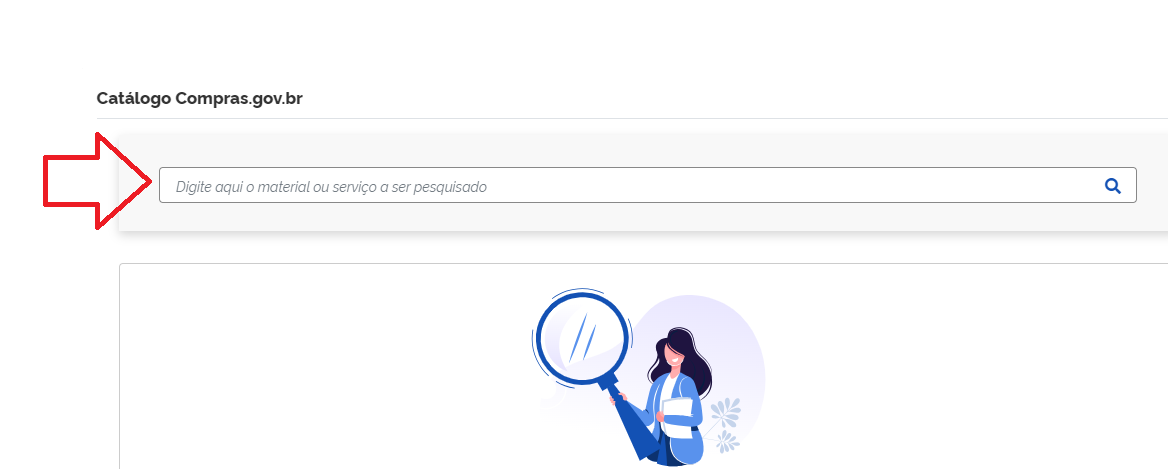 Catálogo Compras.gov.br
Digite aqui o material ou serviço a ser pesquisado